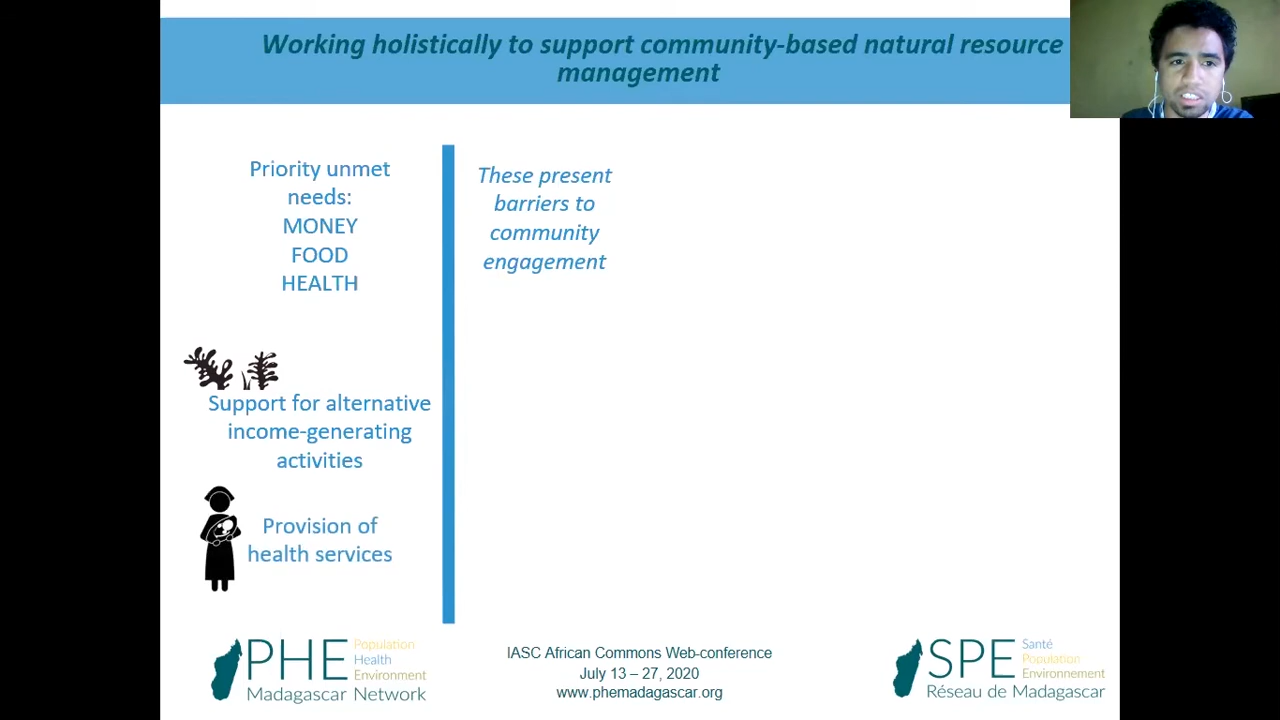 Working holistically to support community-based natural resource
management
Priority unmet
needs:
MONEY
FOOD
HEALTH
These present
barriers to
community
engagement
Support for alternative
income-generating
activities
Provision of
health services
PHE
Population
Health
Environment
Madagascar Network
IASC African Commons Web-conference
July 13 – 27, 2020
www.phemadagascar.org
SPE
Santé
Population
Environnement
Réseau de Madagascar